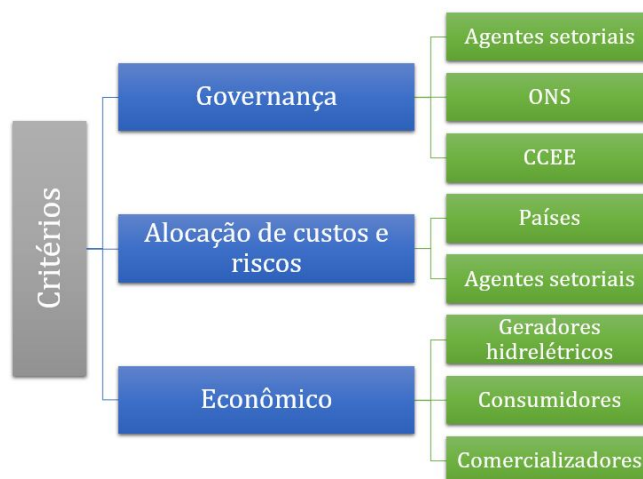 Critérios
Governança
Agentes setoriais
ONS
CCEE
Alocação de custos e
riscos
Países
Agentes setoriais
Econômico
Geradores
hidrelétricos
Consumidores
Comercializadores